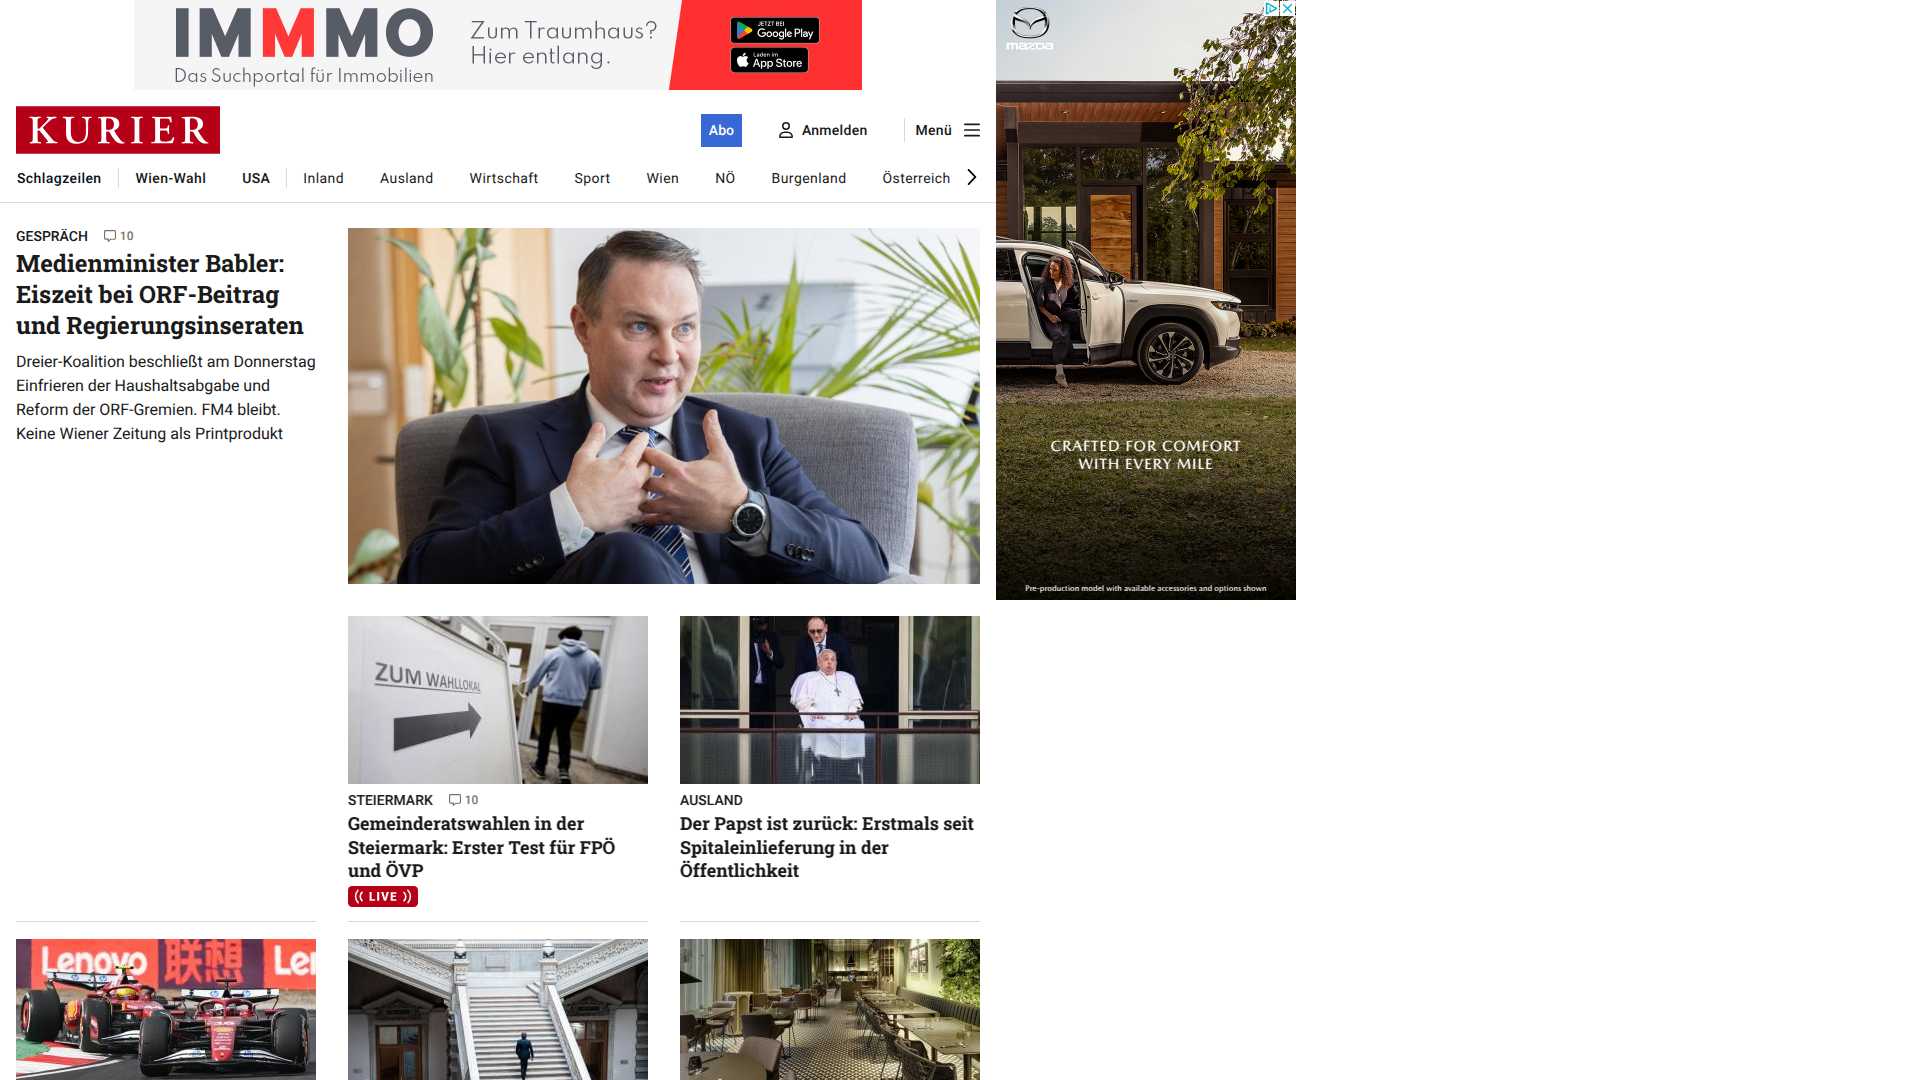 IMMMO
Das Suchportal für Immobilien
Zum Traumhaus?
Hier entlang.
JETZT BEI
Google Play
Laden im
App Store
mazda
KURIER
Abo
Anmelden
Menü
Schlagzeilen
Wien-Wahl
USA
Inland
Ausland
Wirtschaft
Sport
Wien
NÖ
Burgenland
Österreich
GESPRÄCH 10
Medienminister Babler:
Eiszeit bei ORF-Beitrag
und Regierungsinseraten
Dreier-Koalition beschließt am Donnerstag
Einfrieren der Haushaltsabgabe und
Reform der ORF-Gremien. FM4 bleibt.
Keine Wiener Zeitung als Printprodukt
CRAFTED FOR COMFORT
WITH EVERY MILE
Pre-production model with available accessories and options shown
ZUM WAHLLOKAL
STEIERMARK 10
Gemeinderatswahlen in der
Steiermark: Erster Test für FPÖ
und ÖVP
LIVE
AUSLAND
Der Papst ist zurück: Erstmals seit
Spitaleinlieferung in der
Öffentlichkeit
Lenovo 联想 Le